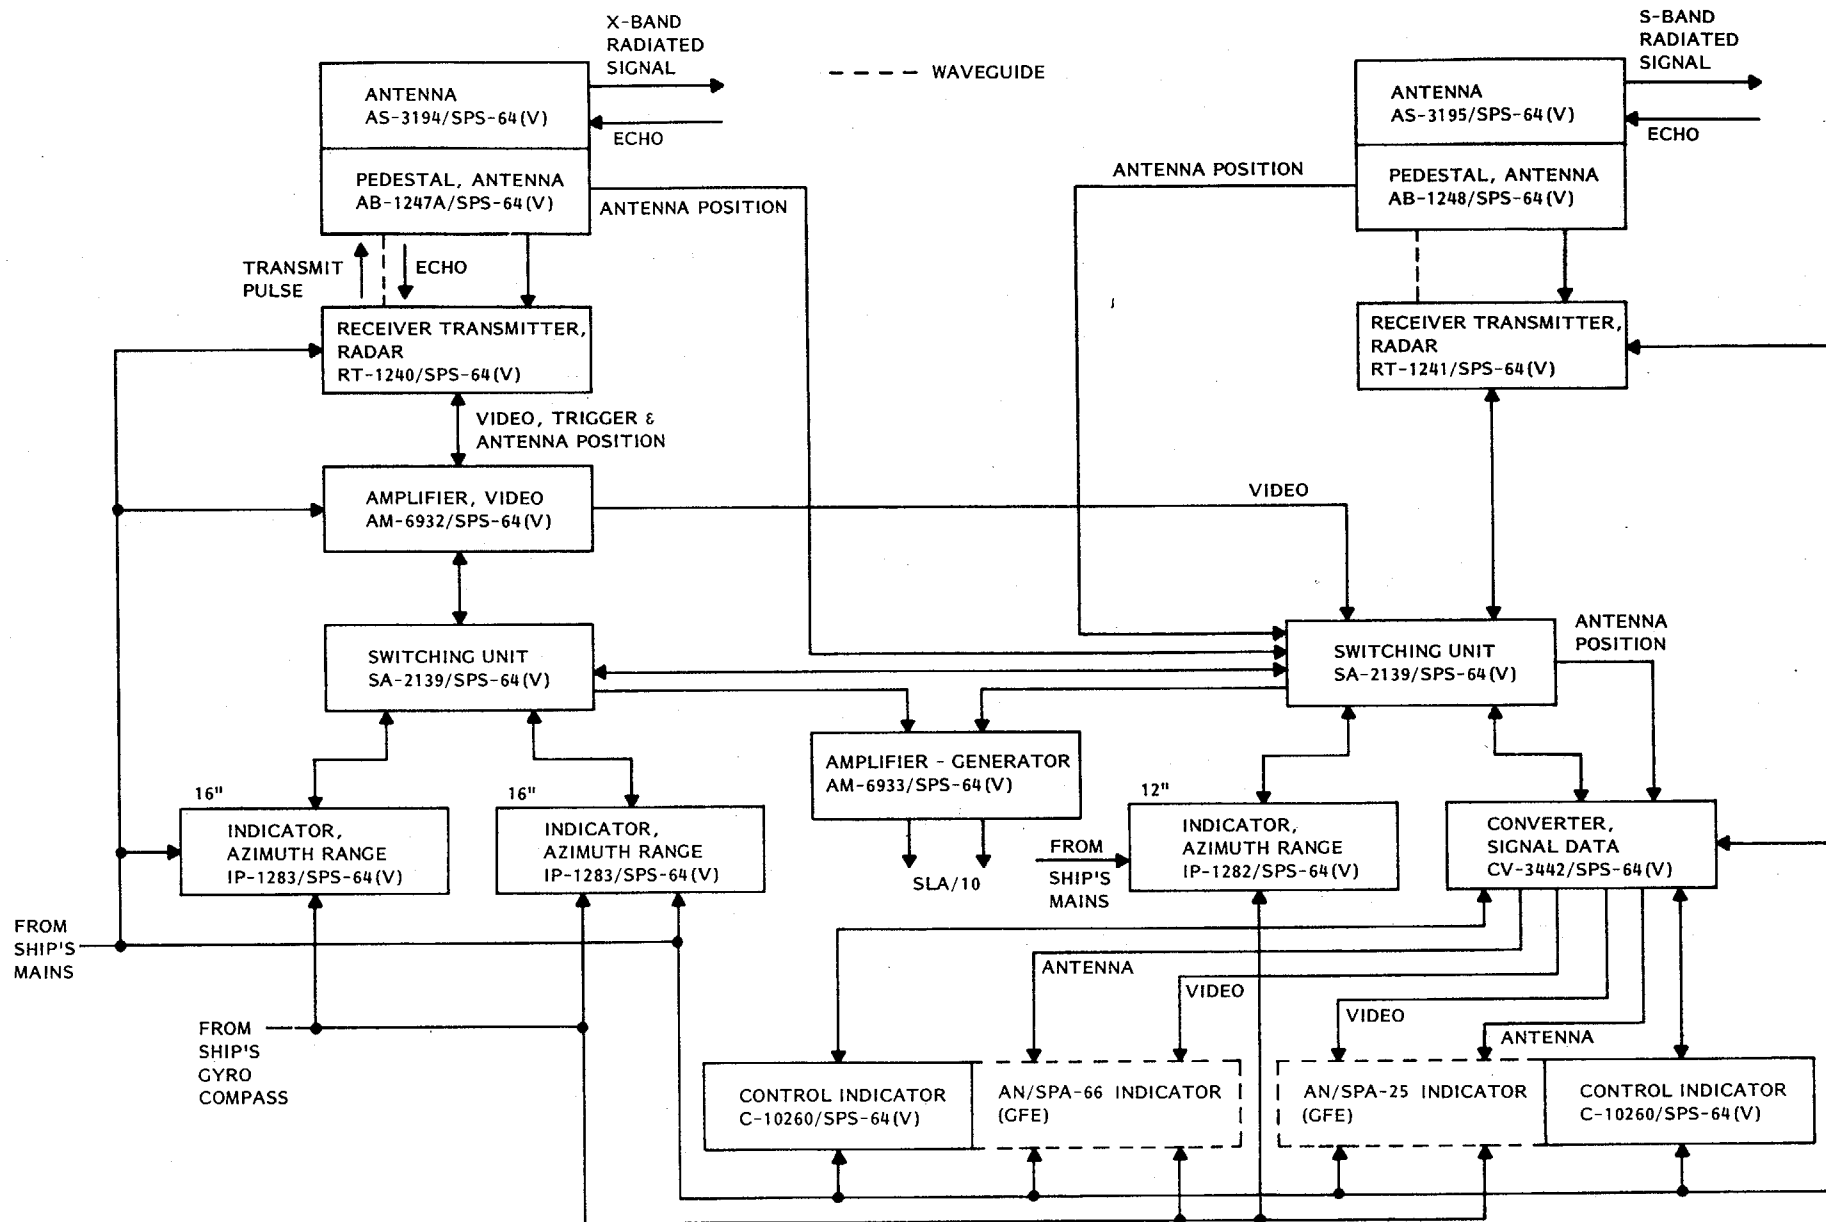 X-BAND
RADIATED
SIGNAL
---- WAVEGUIDE
S-BAND
RADIATED
SIGNAL
ANTENNA
AS-3194/SPS-64(V)
ECHO
ANTENNA
AS-3195/SPS-64(V)
ECHO
PEDESTAL, ANTENNA
AB-1247A/SPS-64(V)
ANTENNA POSITION
ANTENNA POSITION
PEDESTAL, ANTENNA
AB-1248/SPS-64(V)
TRANSMIT
PULSE
ECHO
RECEIVER TRANSMITTER,
RADAR
RT-1240/SPS-64(V)
RECEIVER TRANSMITTER,
RADAR
RT-1241/SPS-64(V)
VIDEO, TRIGGER &
ANTENNA POSITION
AMPLIFIER, VIDEO
AM-6932/SPS-64(V)
VIDEO
SWITCHING UNIT
SA-2139/SPS-64(V)
SWITCHING UNIT
SA-2139/SPS-64(V)
ANTENNA
POSITION
AMPLIFIER - GENERATOR
AM-6933/SPS-64(V)
SLA/10
16"
INDICATOR,
AZIMUTH RANGE
IP-1283/SPS-64(V)
16"
INDICATOR,
AZIMUTH RANGE
IP-1283/SPS-64(V)
FROM
SHIP'S
MAINS
12"
INDICATOR,
AZIMUTH RANGE
IP-1282/SPS-64(V)
CONVERTER,
SIGNAL DATA
CV-3442/SPS-64(V)
FROM
SHIP'S
MAINS
ANTENNA
VIDEO
VIDEO
ANTENNA
FROM
SHIP'S
GYRO
COMPASS
CONTROL INDICATOR
C-10260/SPS-64(V)
AN/SPA-66 INDICATOR
(GFE)
AN/SPA-25 INDICATOR
(GFE)
CONTROL INDICATOR
C-10260/SPS-64(V)